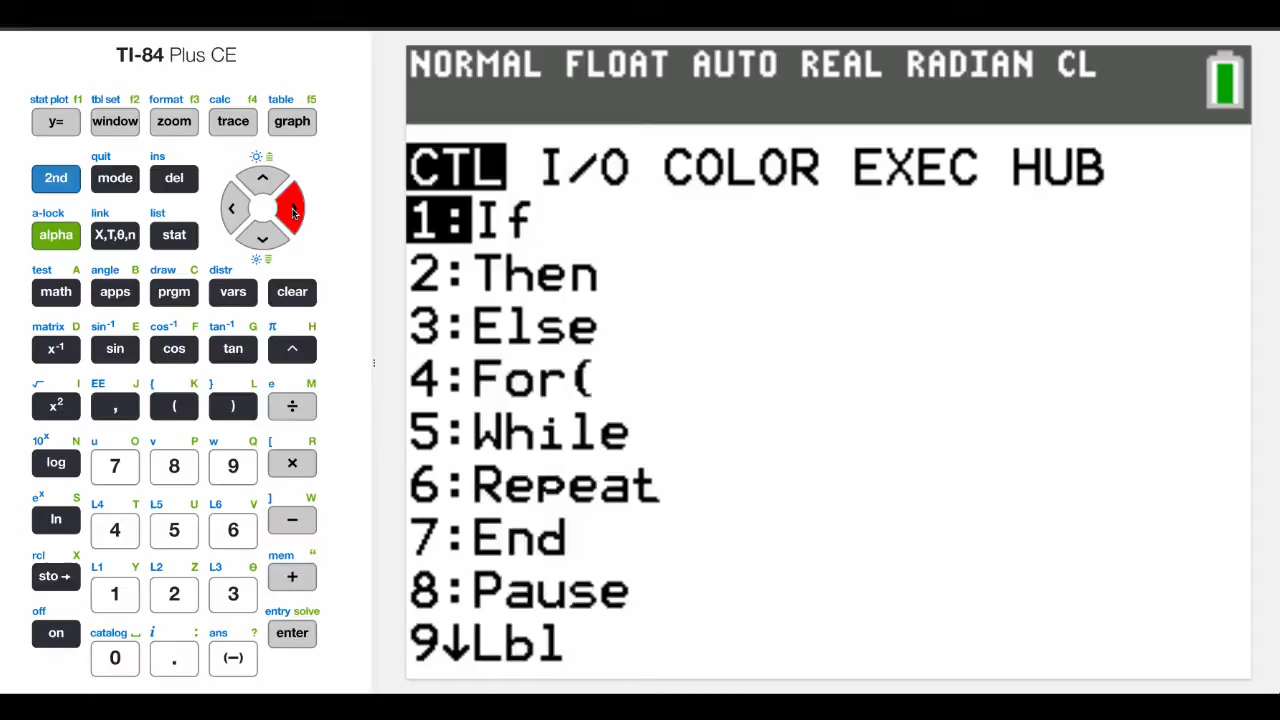 TI-84 Plus CE
stat plot f1 tbl set f2 format f3 calc f4 table f5
y= window zoom trace graph
quit ins
2nd mode del
a-lock link list
alpha X,T,θ,n stat
test A angle B draw C distr
math apps prgm vars clear
matrix D sin⁻¹ E cos⁻¹ F tan⁻¹ G π H
x⁻¹ sin cos tan ^
√ I EE J { K } L e M
x² , ( ) ÷
10ˣ N u O v P w Q [ R
log 7 8 9 ×
eˣ S L4 T L5 U L6 V ] W
ln 4 5 6 −
rcl X L1 Y L2 Z L3 θ mem “
sto→ 1 2 3 +
off catalog ␣ i : ans ? entry solve
on 0 . (−) enter
NORMAL FLOAT AUTO REAL RADIAN CL
CTL I/O COLOR EXEC HUB
1:If
2:Then
3:Else
4:For(
5:While
6:Repeat
7:End
8:Pause
9↓Lbl